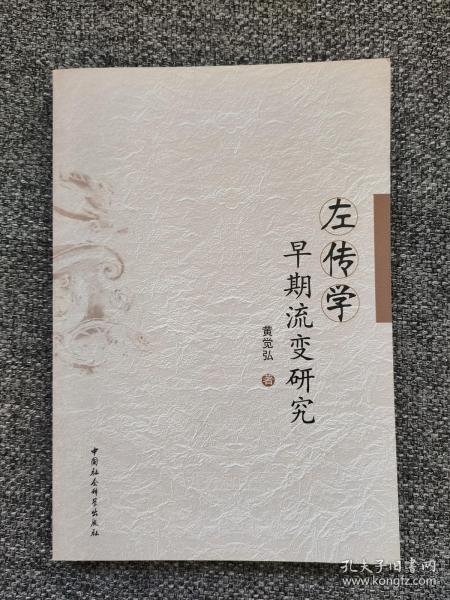 左传学
早期流变研究
黄觉弘 著
中国社会科学出版社
孔夫子旧书网
www.kongfz.com